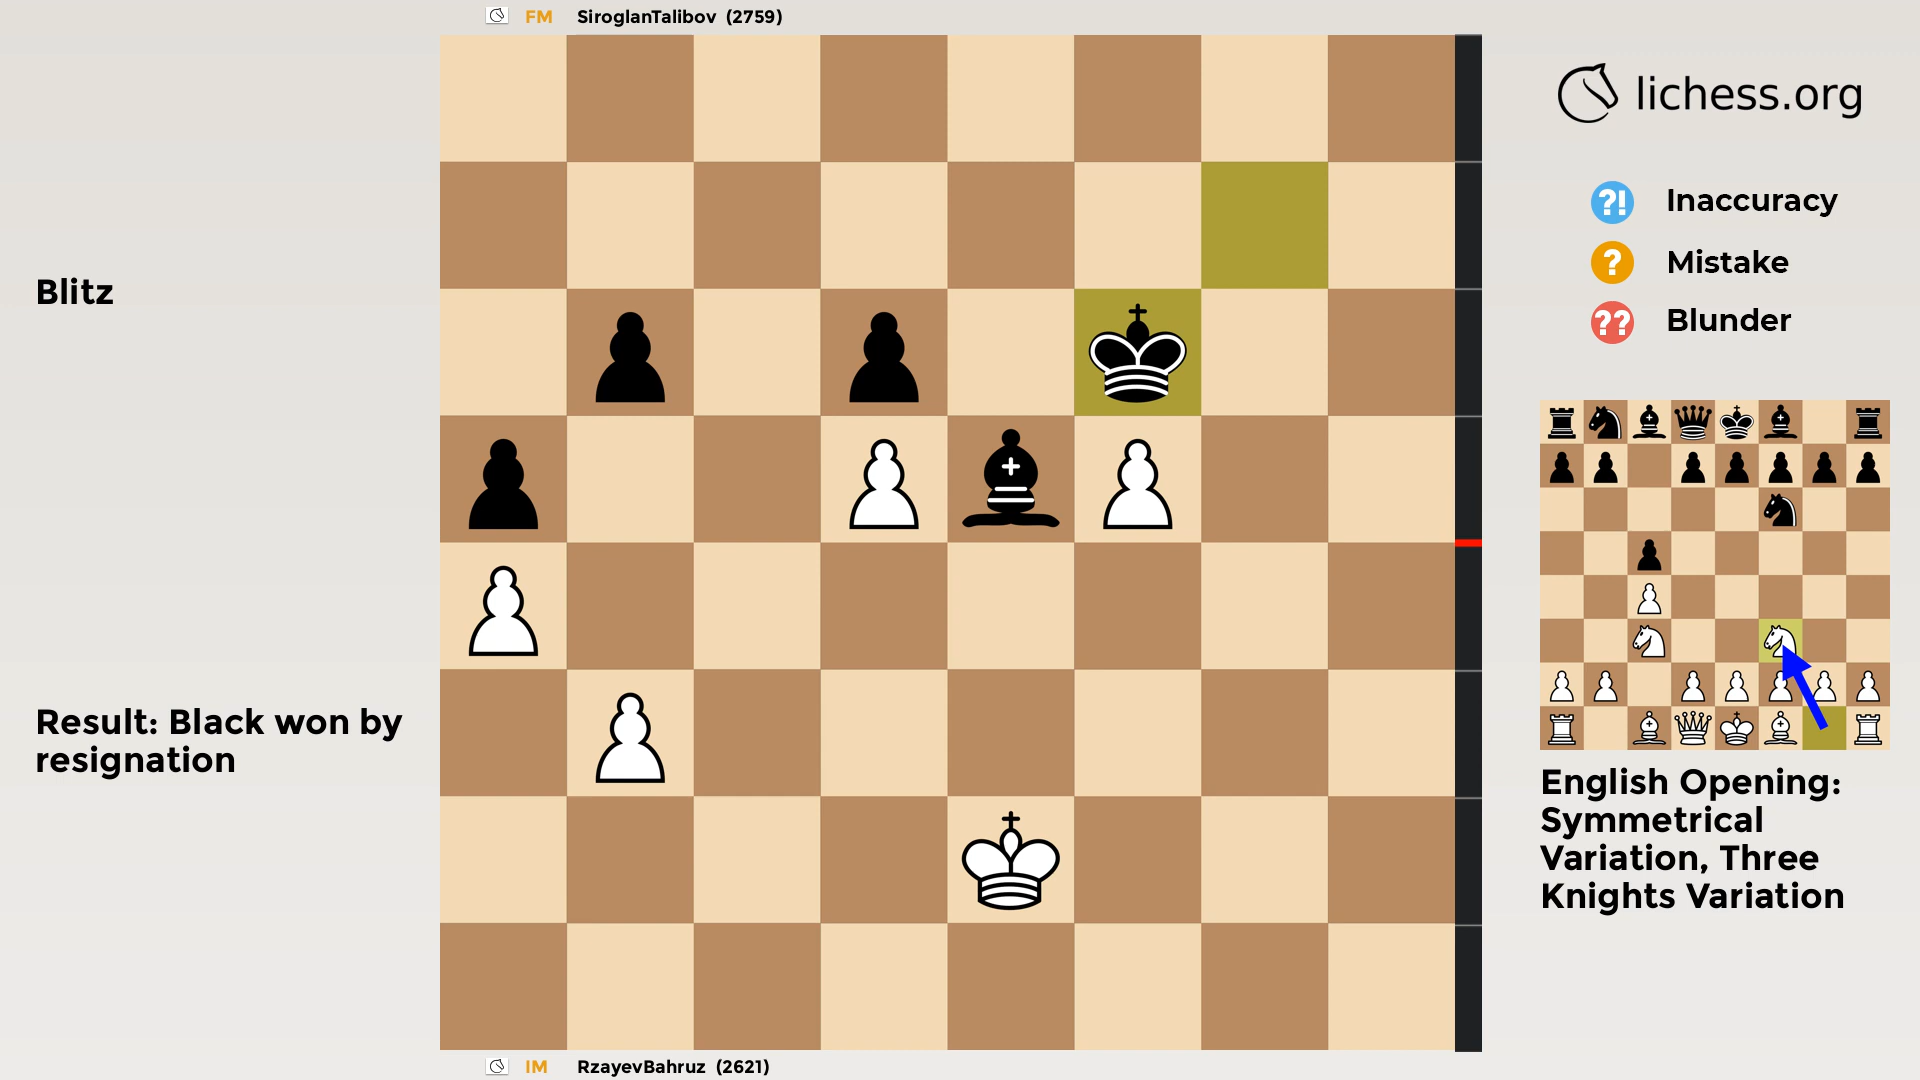 FM SiroglanTalibov (2759)
lichess.org
?! Inaccuracy
? Mistake
?? Blunder
Blitz
Result: Black won by
resignation
English Opening:
Symmetrical
Variation, Three
Knights Variation
IM RzayevBahruz (2621)